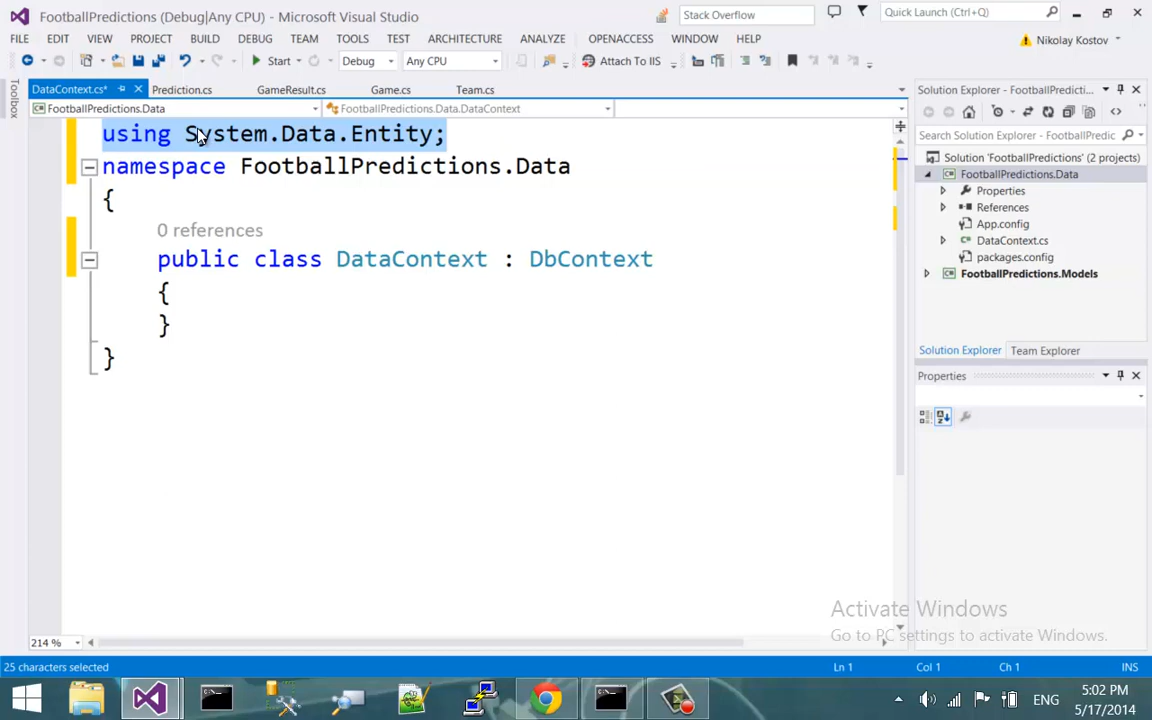 FootballPredictions (Debug|Any CPU) - Microsoft Visual Studio
Stack Overflow
Quick Launch (Ctrl+Q)
FILE EDIT VIEW PROJECT BUILD DEBUG TEAM TOOLS TEST ARCHITECTURE ANALYZE OPENACCESS WINDOW HELP
Nikolay Kostov
Start Debug Any CPU Attach To IIS
Toolbox
DataContext.cs* Prediction.cs GameResult.cs Game.cs Team.cs
FootballPredictions.Data FootballPredictions.Data.DataContext
using System.Data.Entity;
namespace FootballPredictions.Data
{
0 references
public class DataContext : DbContext
{
}
}
214 %
Solution Explorer - FootballPredicti...
Search Solution Explorer (FootballPredic
Solution 'FootballPredictions' (2 projects)
FootballPredictions.Data
Properties
References
App.config
DataContext.cs
packages.config
FootballPredictions.Models
Solution Explorer Team Explorer
Properties
Activate Windows
Go to PC settings to activate Windows.
25 characters selected Ln 1 Col 1 Ch 1 INS
ENG
5:02 PM
5/17/2014